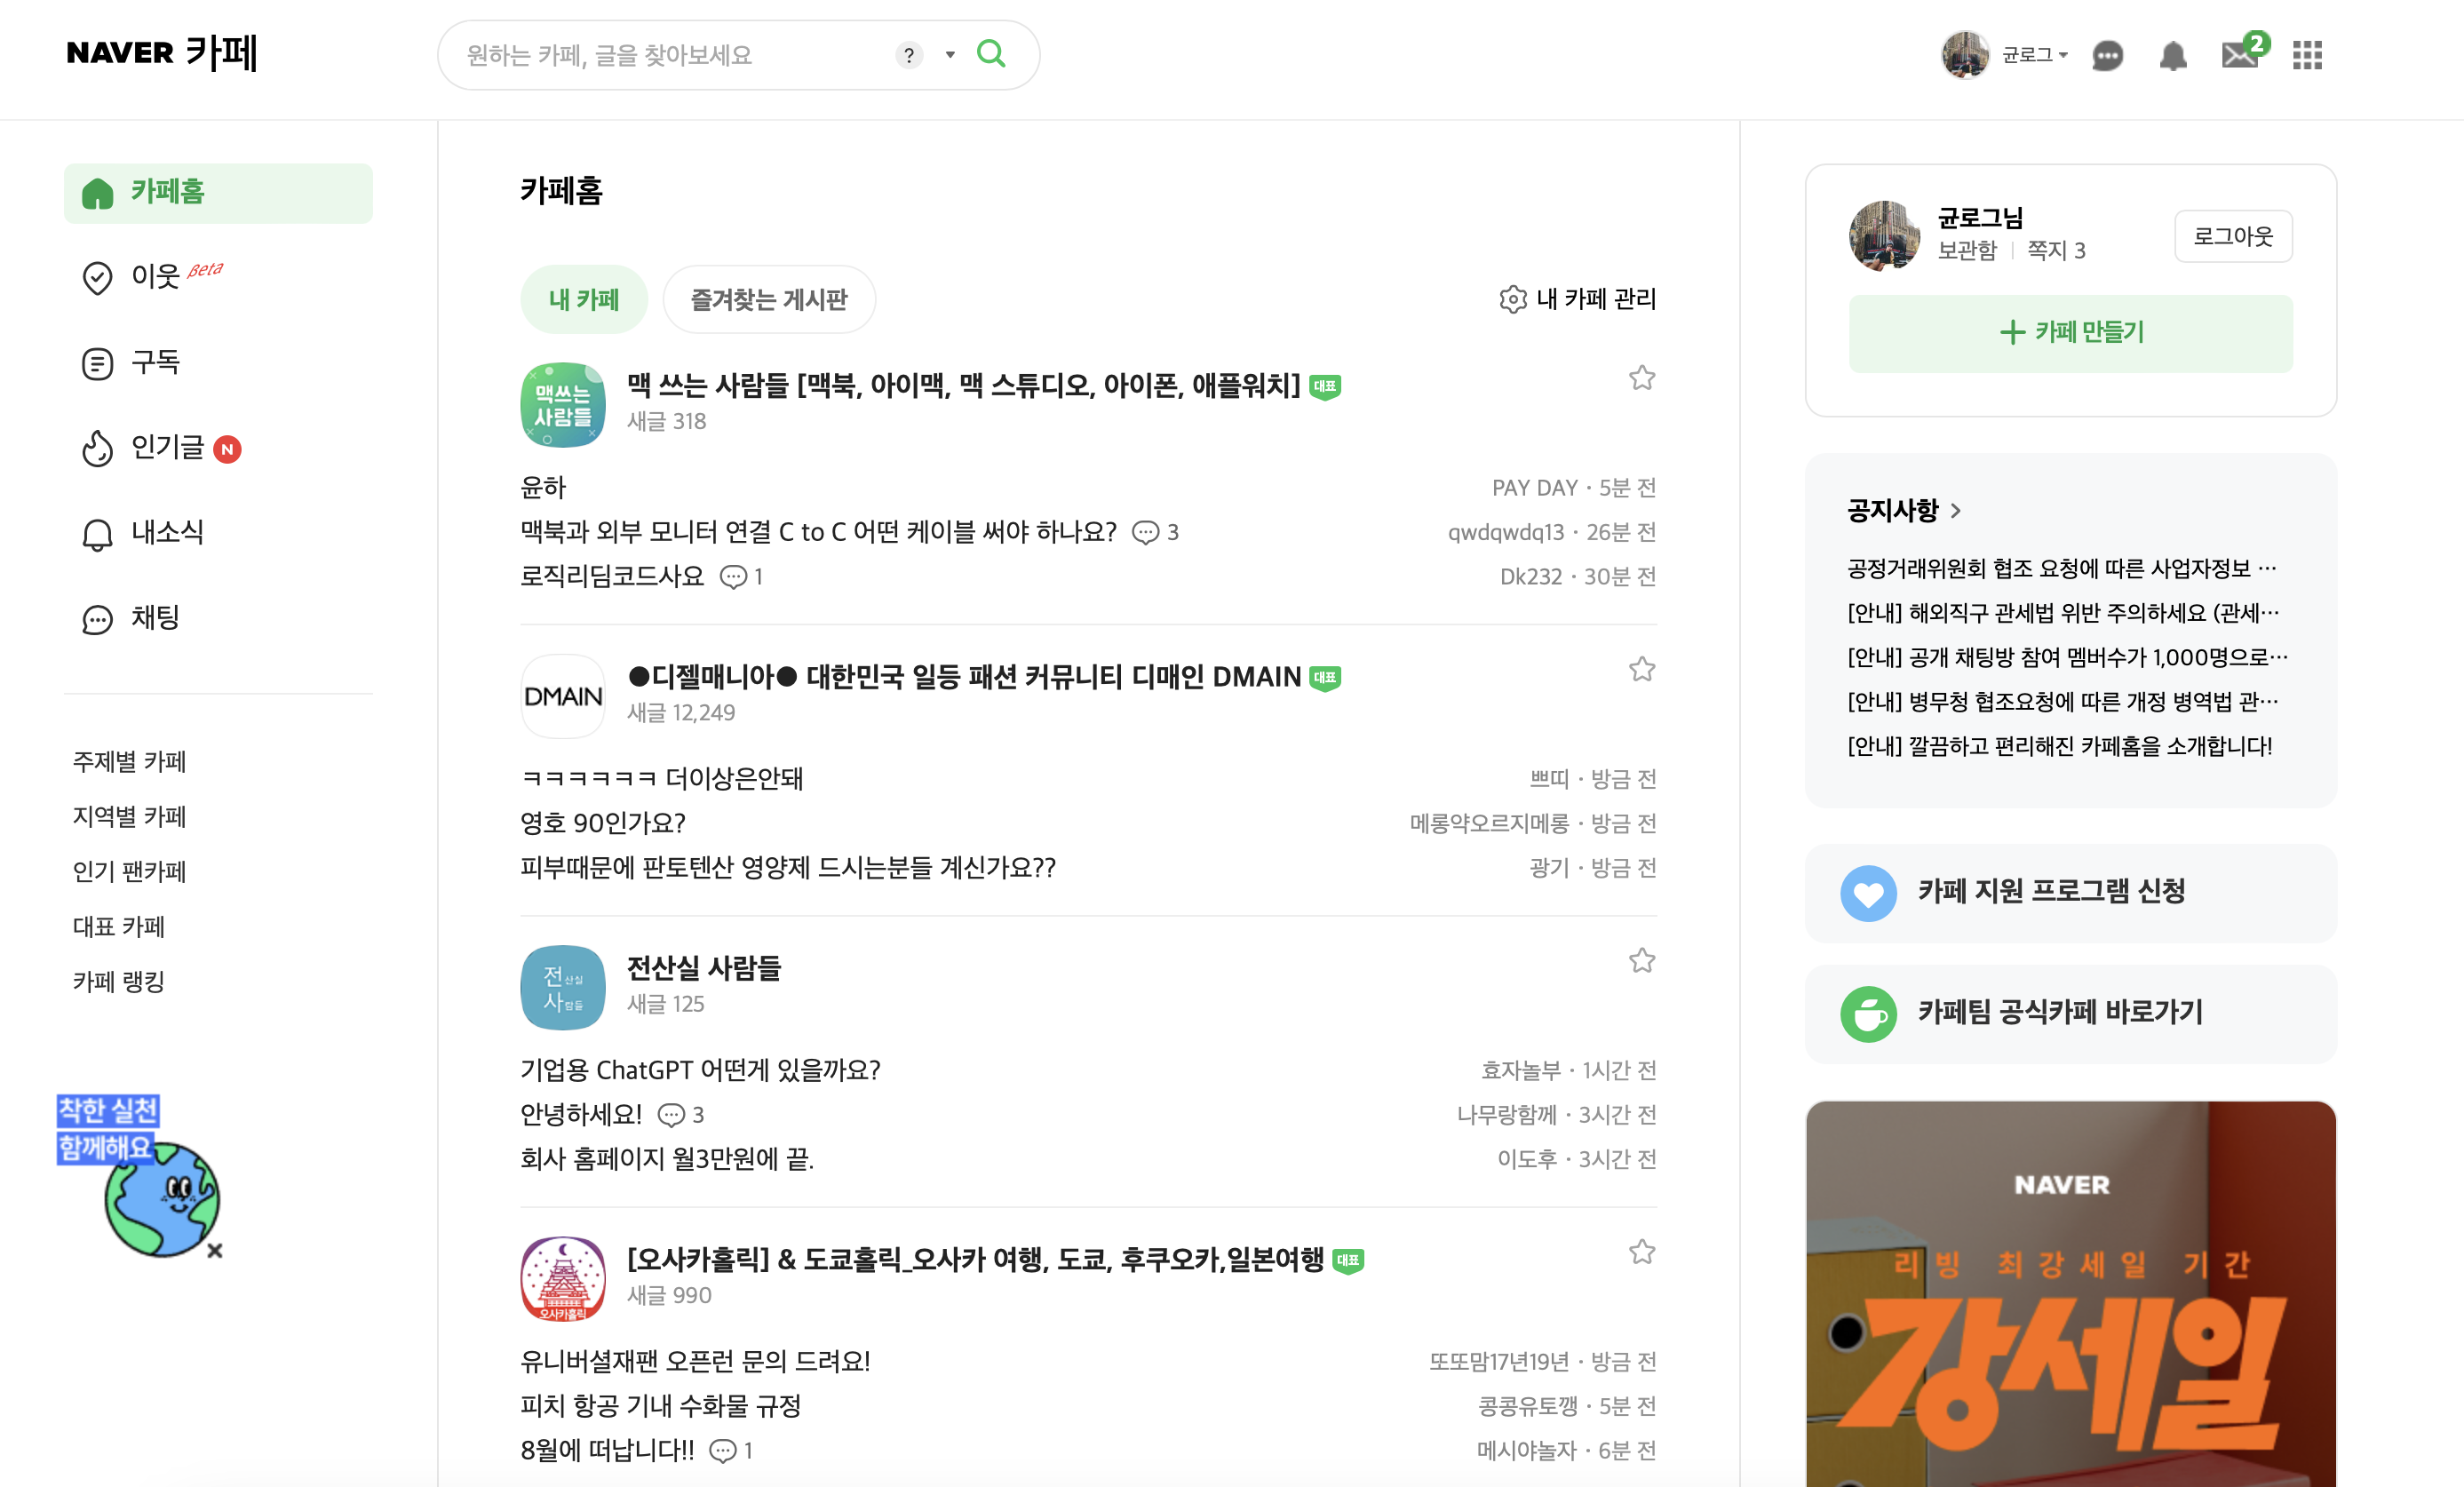 NAVER 카페
원하는 카페, 글을 찾아보세요
?
균로그
2
카페홈
이웃 Beta
구독
인기글 N
내소식
채팅
주제별 카페
지역별 카페
인기 팬카페
대표 카페
카페 랭킹
착한 실천
함께해요
카페홈
내 카페
즐겨찾는 게시판
내 카페 관리
맥쓰는
사람들
맥 쓰는 사람들 [맥북, 아이맥, 맥 스튜디오, 아이폰, 애플워치] 대표
새글 318
윤하 PAY DAY · 5분 전
맥북과 외부 모니터 연결 C to C 어떤 케이블 써야 하나요? 3 qwdqwdq13 · 26분 전
로직리딤코드사요 1 Dk232 · 30분 전
DMAIN
●디젤매니아● 대한민국 일등 패션 커뮤니티 디매인 DMAIN 대표
새글 12,249
ㅋㅋㅋㅋㅋㅋ 더이상은안돼 쁘띠 · 방금 전
영호 90인가요? 메롱약오르지메롱 · 방금 전
피부때문에 판토텐산 영양제 드시는분들 계신가요?? 광기 · 방금 전
전산실
사람들
전산실 사람들
새글 125
기업용 ChatGPT 어떤게 있을까요? 효자놀부 · 1시간 전
안녕하세요! 3 나무랑함께 · 3시간 전
회사 홈페이지 월3만원에 끝. 이도후 · 3시간 전
오사카홀릭
[오사카홀릭] & 도쿄홀릭_오사카 여행, 도쿄, 후쿠오카,일본여행 대표
새글 990
유니버셜재팬 오픈런 문의 드려요! 또또맘17년19년 · 방금 전
피치 항공 기내 수화물 규정 콩콩유토깽 · 5분 전
8월에 떠납니다!! 1 메시야놀자 · 6분 전
균로그님
보관함 쪽지 3
로그아웃
+ 카페 만들기
공지사항 >
공정거래위원회 협조 요청에 따른 사업자정보 …
[안내] 해외직구 관세법 위반 주의하세요 (관세…
[안내] 공개 채팅방 참여 멤버수가 1,000명으로…
[안내] 병무청 협조요청에 따른 개정 병역법 관…
[안내] 깔끔하고 편리해진 카페홈을 소개합니다!
카페 지원 프로그램 신청
카페팀 공식카페 바로가기
NAVER
리빙 최강세일 기간
강세일